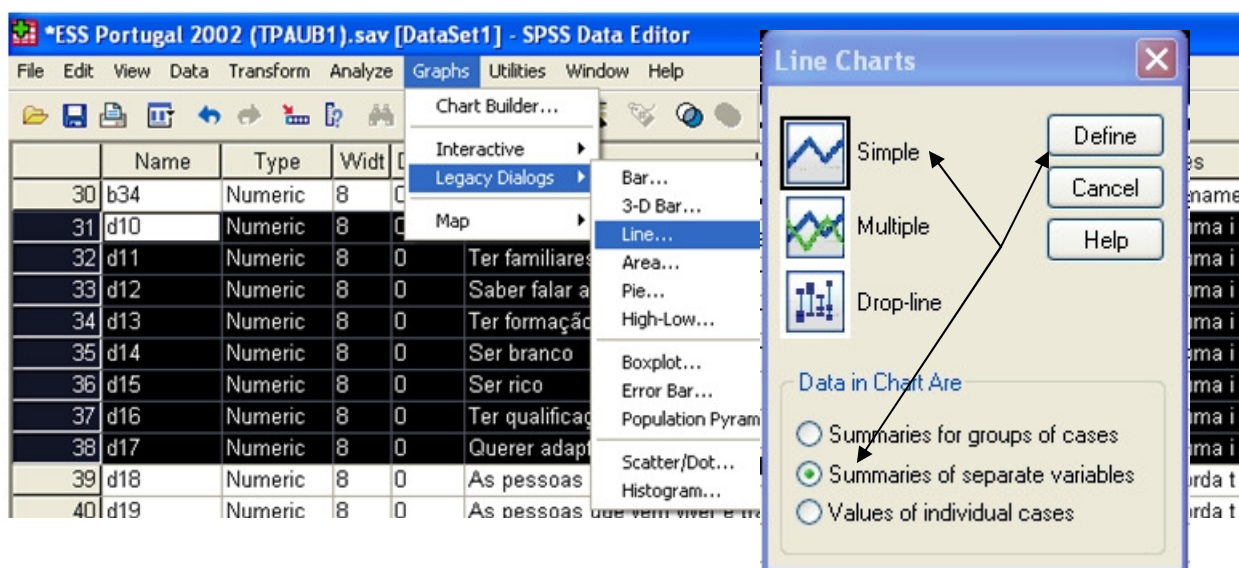 *ESS Portugal 2002 (TPAUB1).sav [DataSet1] - SPSS Data Editor
File Edit View Data Transform Analyze Graphs Utilities Window Help
Name Type Widt
30 b34 Numeric 8
31 d10 Numeric 8
32 d11 Numeric 8 0 Ter familiares
33 d12 Numeric 8 0 Saber falar a
34 d13 Numeric 8 0 Ter formação
35 d14 Numeric 8 0 Ser branco
36 d15 Numeric 8 0 Ser rico
37 d16 Numeric 8 0 Ter qualificaç
38 d17 Numeric 8 0 Querer adapt
39 d18 Numeric 8 0 As pessoas
40 d19 Numeric 8 0 As pessoas que vem viver e
Chart Builder...
Interactive
Legacy Dialogs
Map
Bar...
3-D Bar...
Line...
Area...
Pie...
High-Low...
Boxplot...
Error Bar...
Population Pyram
Scatter/Dot...
Histogram...
Line Charts
Simple
Multiple
Drop-line
Define
Cancel
Help
Data in Chart Are
Summaries for groups of cases
Summaries of separate variables
Values of individual cases